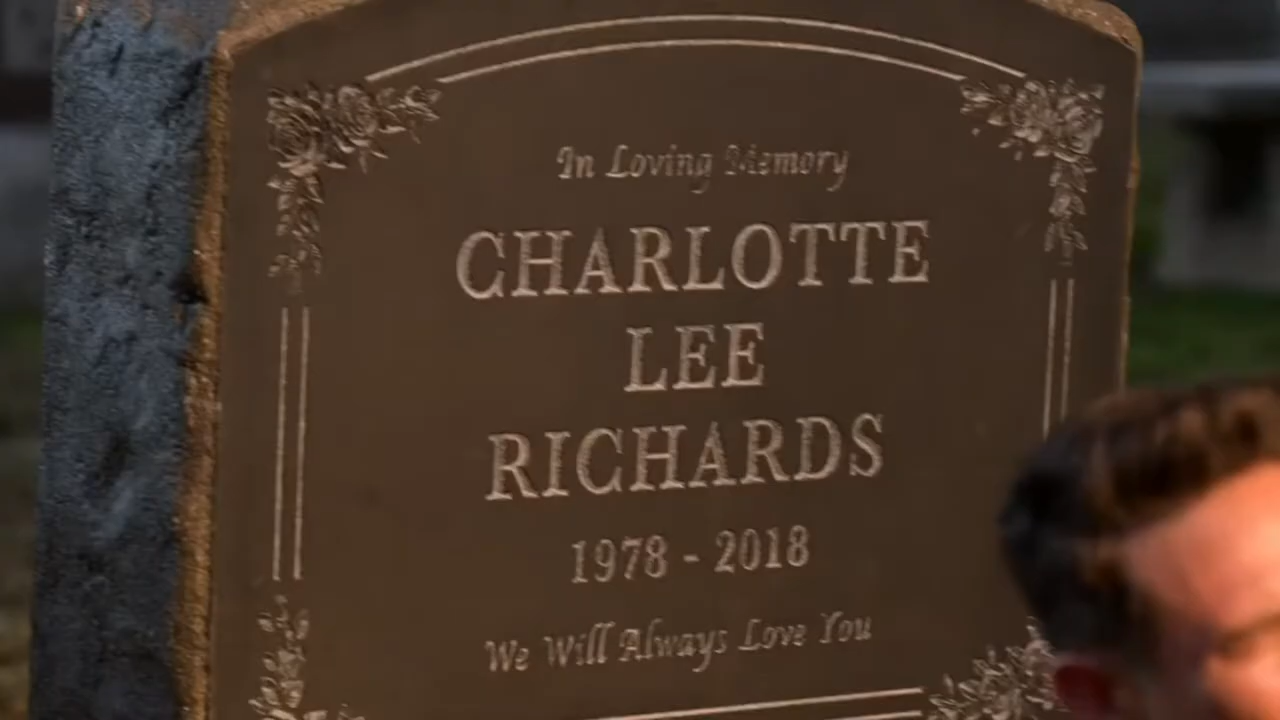 In Loving Memory
CHARLOTTE
LEE
RICHARDS
1978 - 2018
We Will Always Love You